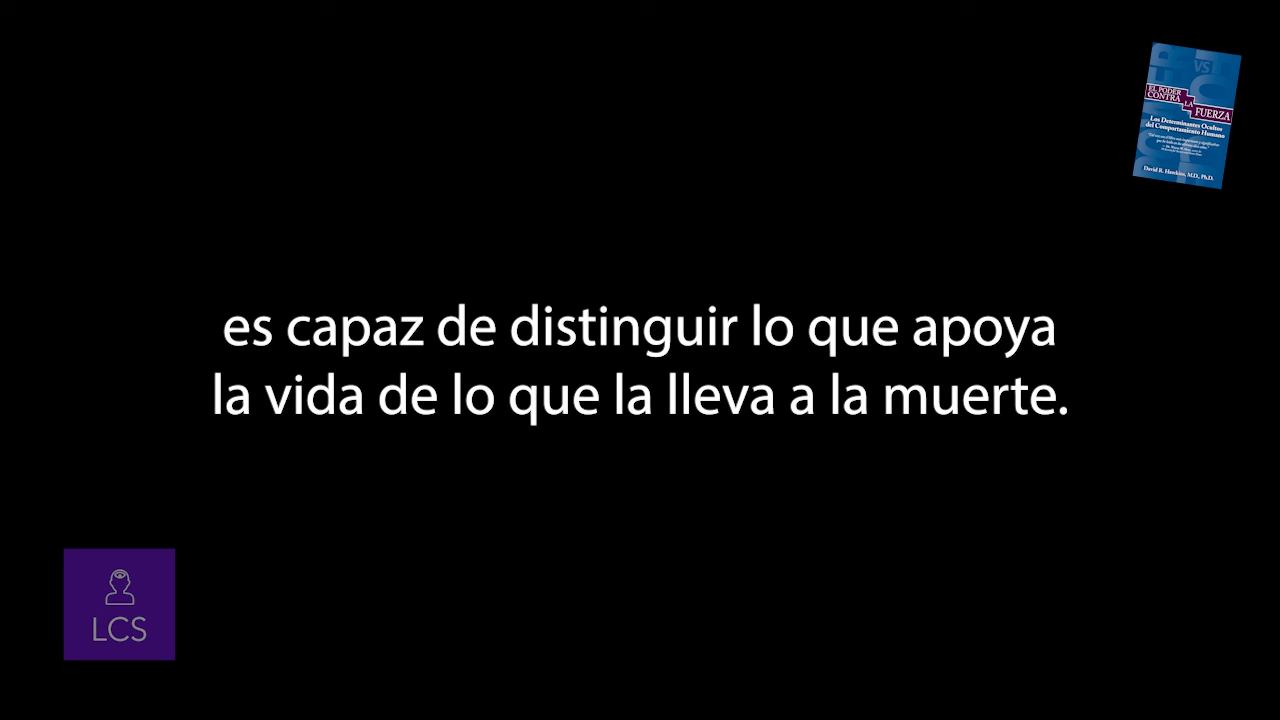 VS
EL PODER
CONTRA
LA
FUERZA
Los Determinantes Ocultos
del Comportamiento Humano
David R. Hawkins, M.D., Ph.D.
es capaz de distinguir lo que apoya
la vida de lo que la lleva a la muerte.
LCS